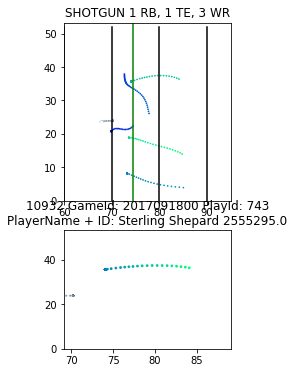 SHOTGUN 1 RB, 1 TE, 3 WR
50
40
30
20
10
0
60 70 80 90
10932 GameId: 2017091800 PlayId: 743
PlayerName + ID: Sterling Shepard 2555295.0
40
20
0
70 75 80 85